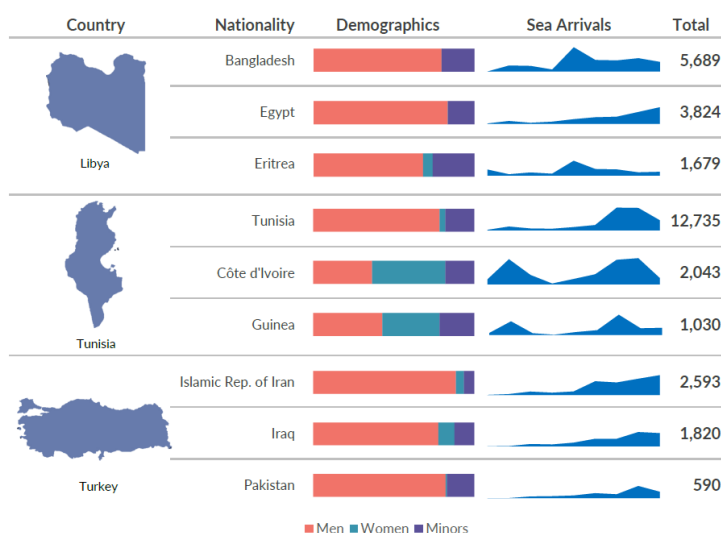 Country Nationality Demographics Sea Arrivals Total
Bangladesh 5,689
Egypt 3,824
Eritrea 1,679
Libya
Tunisia 12,735
Côte d'Ivoire 2,043
Guinea 1,030
Tunisia
Islamic Rep. of Iran 2,593
Iraq 1,820
Pakistan 590
Turkey
Men Women Minors